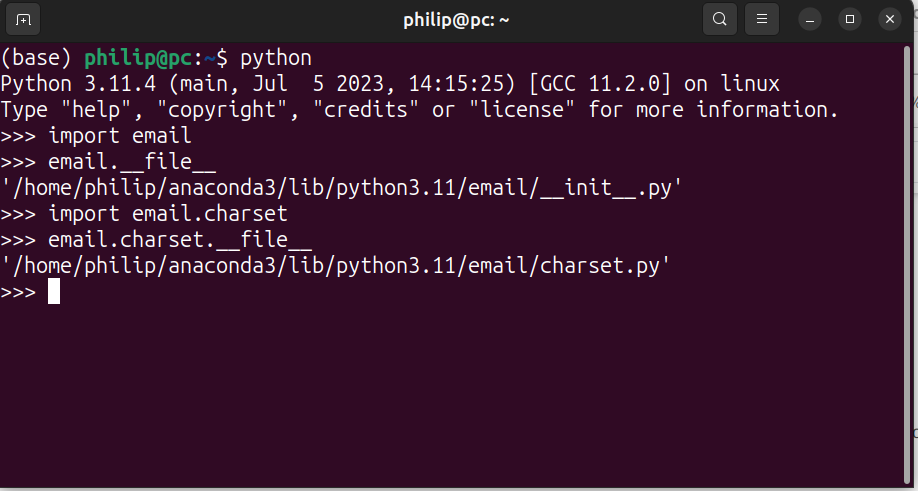 philip@pc: ~
(base) philip@pc:~$ python
Python 3.11.4 (main, Jul  5 2023, 14:15:25) [GCC 11.2.0] on linux
Type "help", "copyright", "credits" or "license" for more information.
>>> import email
>>> email.__file__
'/home/philip/anaconda3/lib/python3.11/email/__init__.py'
>>> import email.charset
>>> email.charset.__file__
'/home/philip/anaconda3/lib/python3.11/email/charset.py'
>>>